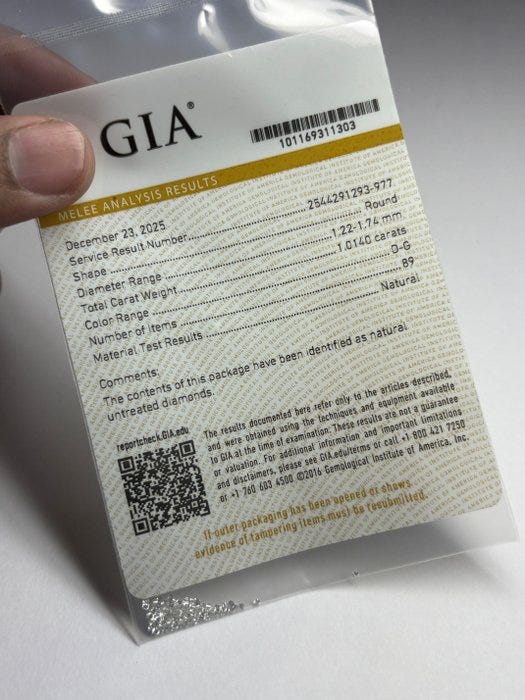 GIA®
101169311303
MELEE ANALYSIS RESULTS
December 23, 2025
Service Result Number 2544291293-977
Shape Round
Diameter Range 1.22-1.74 mm
Total Carat Weight 1.0140 carats
Color Range D-G
Number of Items 89
Material Test Results Natural
Comments:
The contents of this package have been identified as natural
untreated diamonds.
reportcheck.GIA.edu
The results documented here refer only to the articles described,
and were obtained using the techniques and equipment available
to GIA at the time of examination. These results are not a guarantee
or valuation. For additional information and important limitations
and disclaimers, please see GIA.edu/terms or call +1 800 421 7250
or +1 760 603 4500 ©2016 Gemological Institute of America, Inc.
If outer packaging has been opened or shows
evidence of tampering items must be resubmitted.